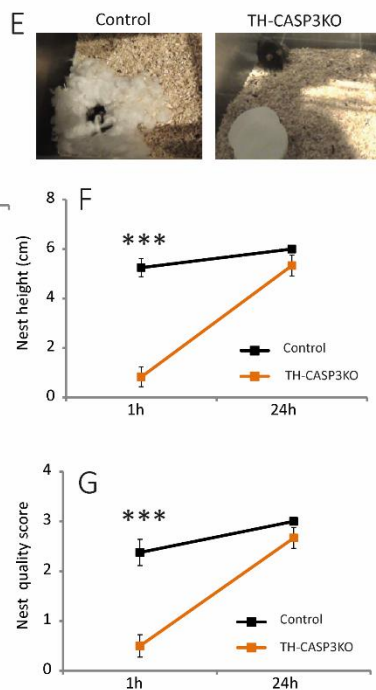 E
Control
TH-CASP3KO
F
***
Nest height (cm)
8
6
4
2
0
Control
TH-CASP3KO
1h
24h
G
***
Nest quality score
4
3
2
1
0
Control
TH-CASP3KO
1h
24h